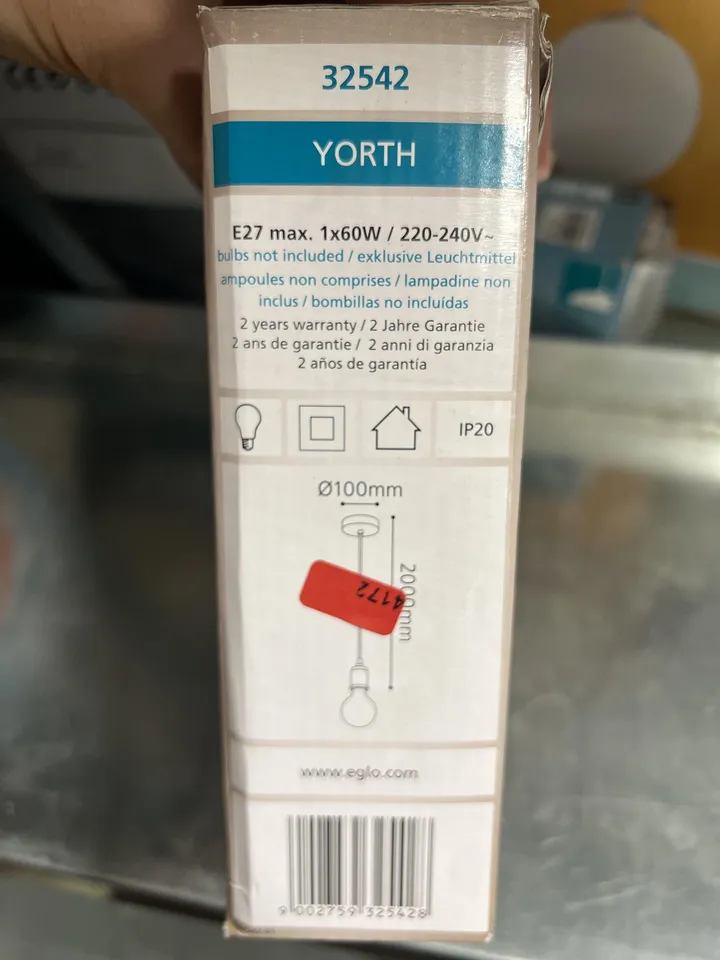 32542
YORTH
E27 max. 1x60W / 220-240V~
bulbs not included / exklusive Leuchtmittel
ampoules non comprises / lampadine non
inclus / bombillas no incluídas
2 years warranty / 2 Jahre Garantie
2 ans de garantie / 2 anni di garanzia
2 años de garantía
IP20
Ø100mm
2000mm
4172
www.eglo.com
9 002759 325428